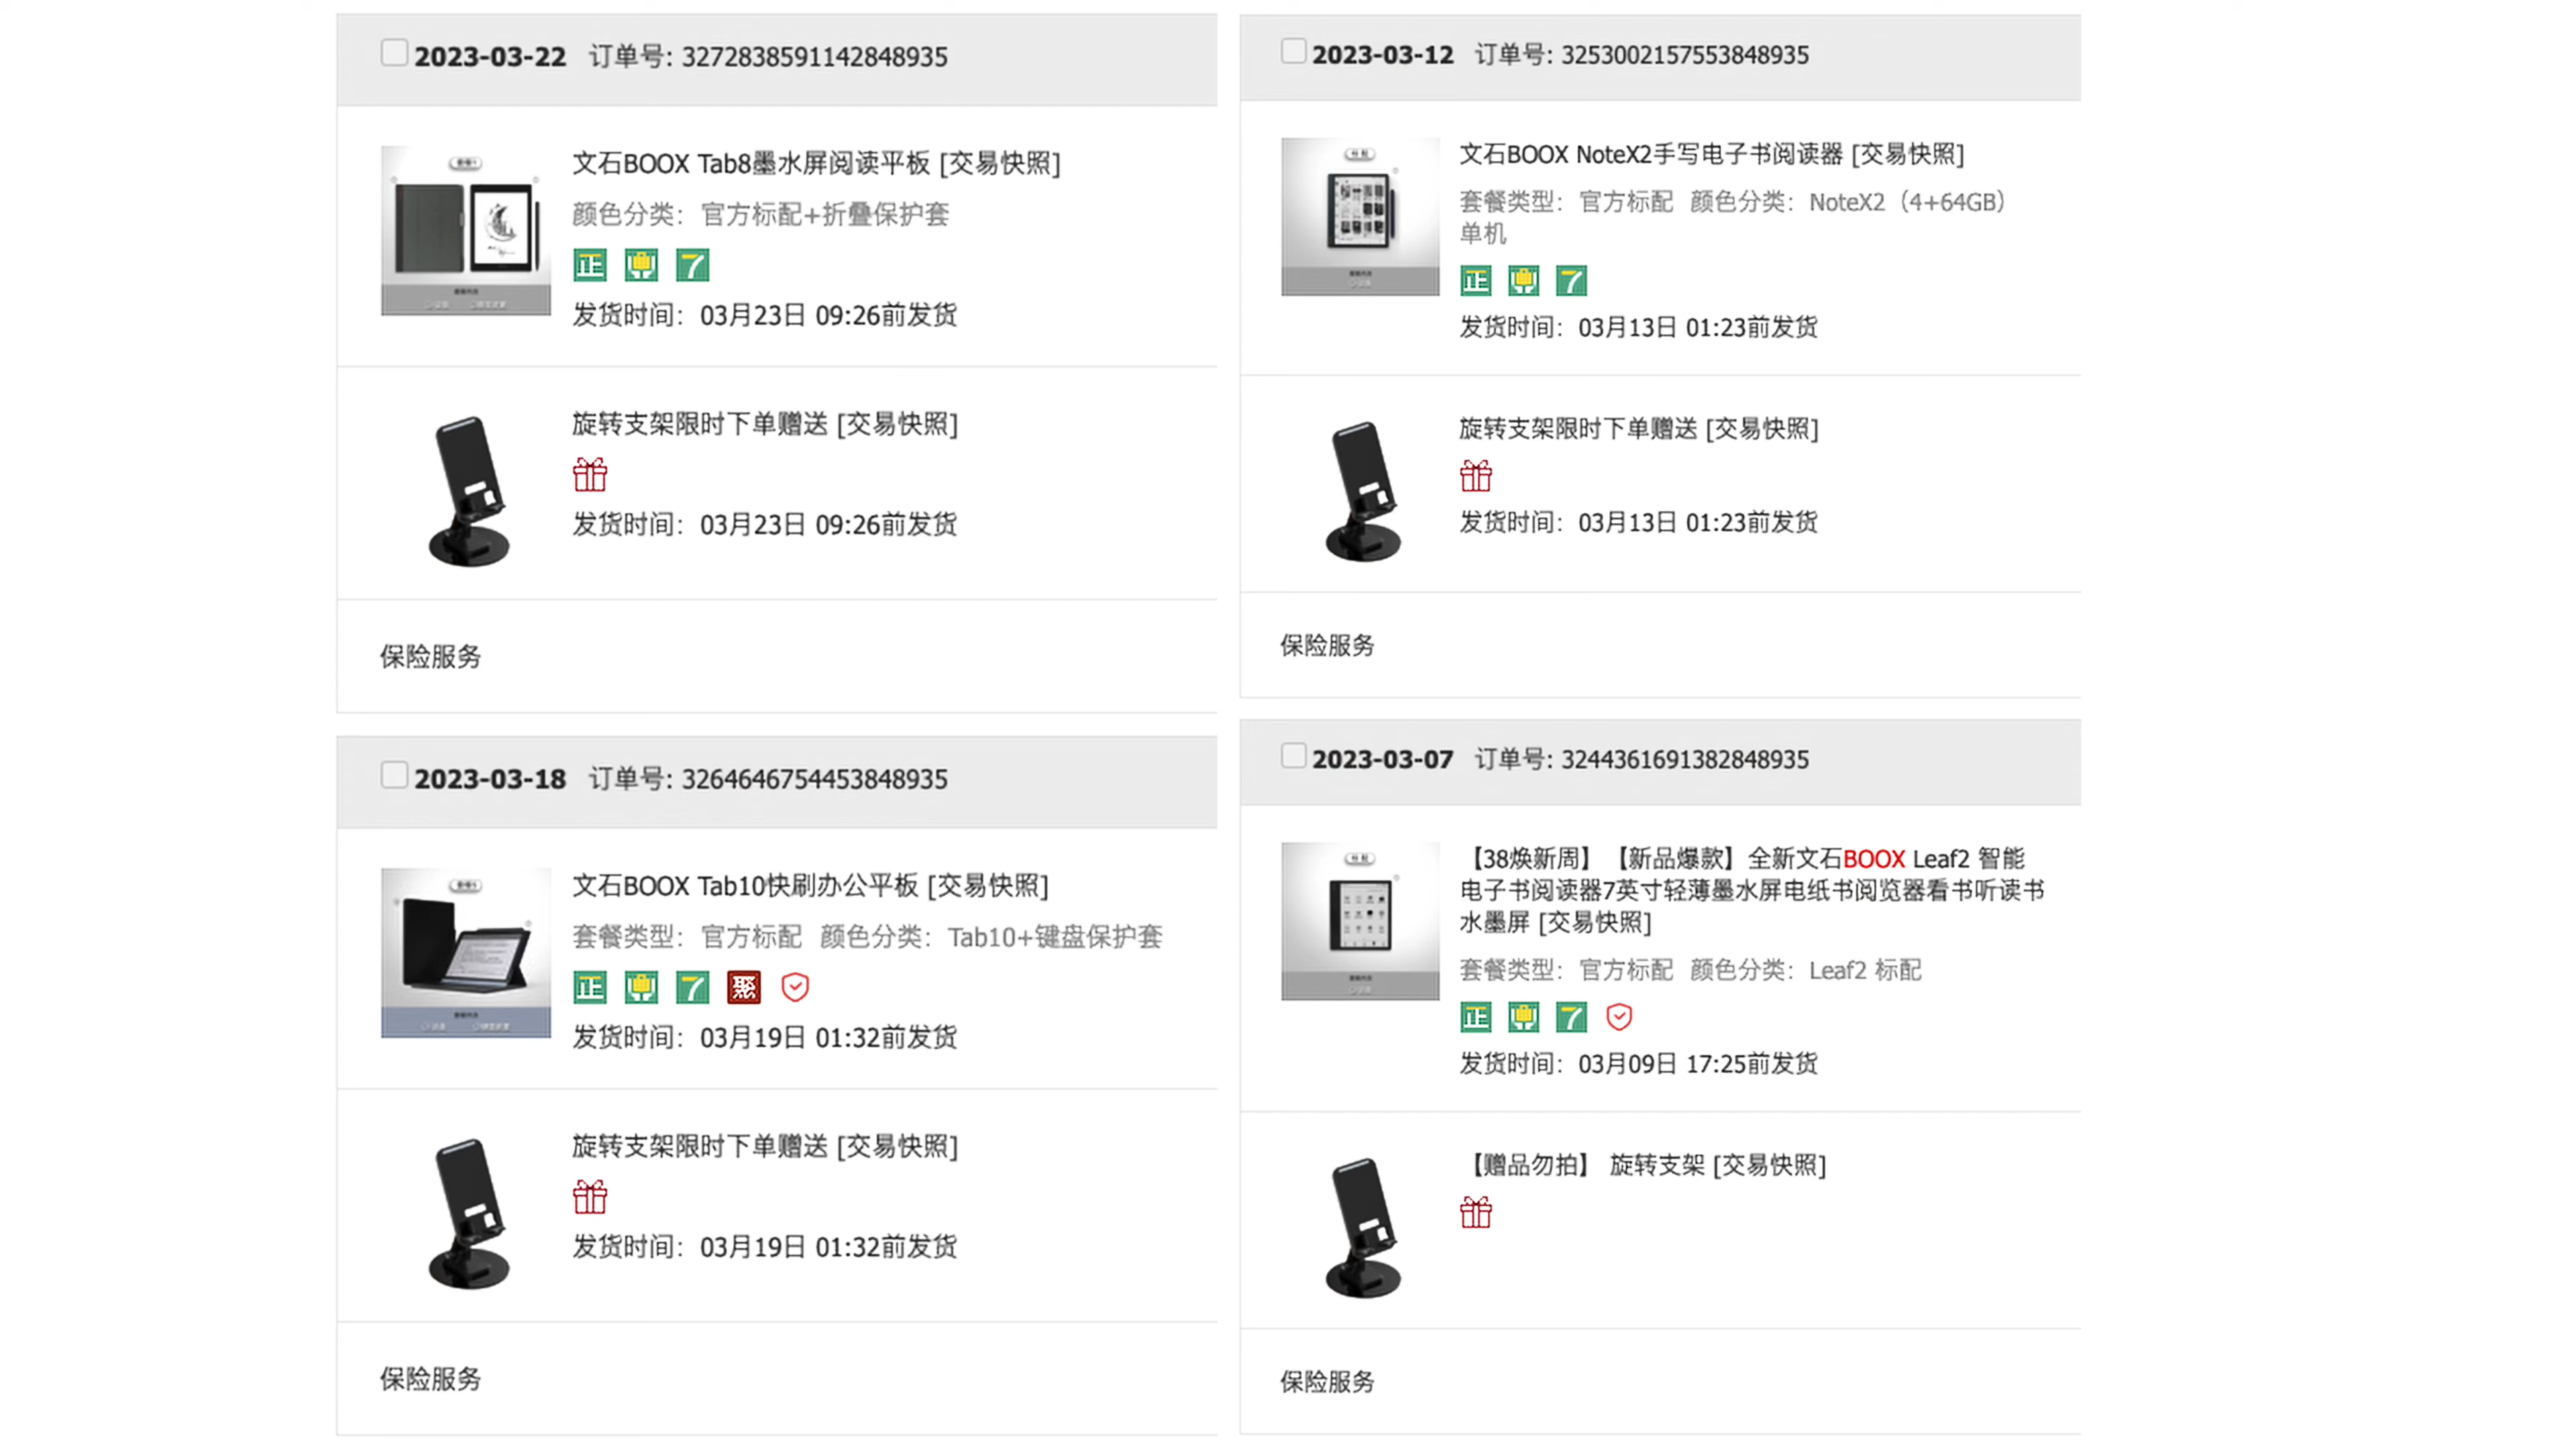 2023-03-22 订单号: 3272838591142848935
文石BOOX Tab8墨水屏阅读平板 [交易快照]
颜色分类：官方标配+折叠保护套
正 7
发货时间：03月23日 09:26前发货
旋转支架限时下单赠送 [交易快照]
发货时间：03月23日 09:26前发货
保险服务
2023-03-18 订单号: 3264646754453848935
文石BOOX Tab10快刷办公平板 [交易快照]
套餐类型：官方标配 颜色分类：Tab10+键盘保护套
正 7 聚
发货时间：03月19日 01:32前发货
旋转支架限时下单赠送 [交易快照]
发货时间：03月19日 01:32前发货
保险服务
2023-03-12 订单号: 3253002157553848935
标配
文石BOOX NoteX2手写电子书阅读器 [交易快照]
套餐类型：官方标配 颜色分类：NoteX2（4+64GB）
单机
正 7
发货时间：03月13日 01:23前发货
旋转支架限时下单赠送 [交易快照]
发货时间：03月13日 01:23前发货
保险服务
2023-03-07 订单号: 3244361691382848935
标配
【38焕新周】【新品爆款】全新文石BOOX Leaf2 智能
电子书阅读器7英寸轻薄墨水屏电纸书阅览器看书听读书
水墨屏 [交易快照]
套餐类型：官方标配 颜色分类：Leaf2 标配
正 7
发货时间：03月09日 17:25前发货
【赠品勿拍】 旋转支架 [交易快照]
保险服务